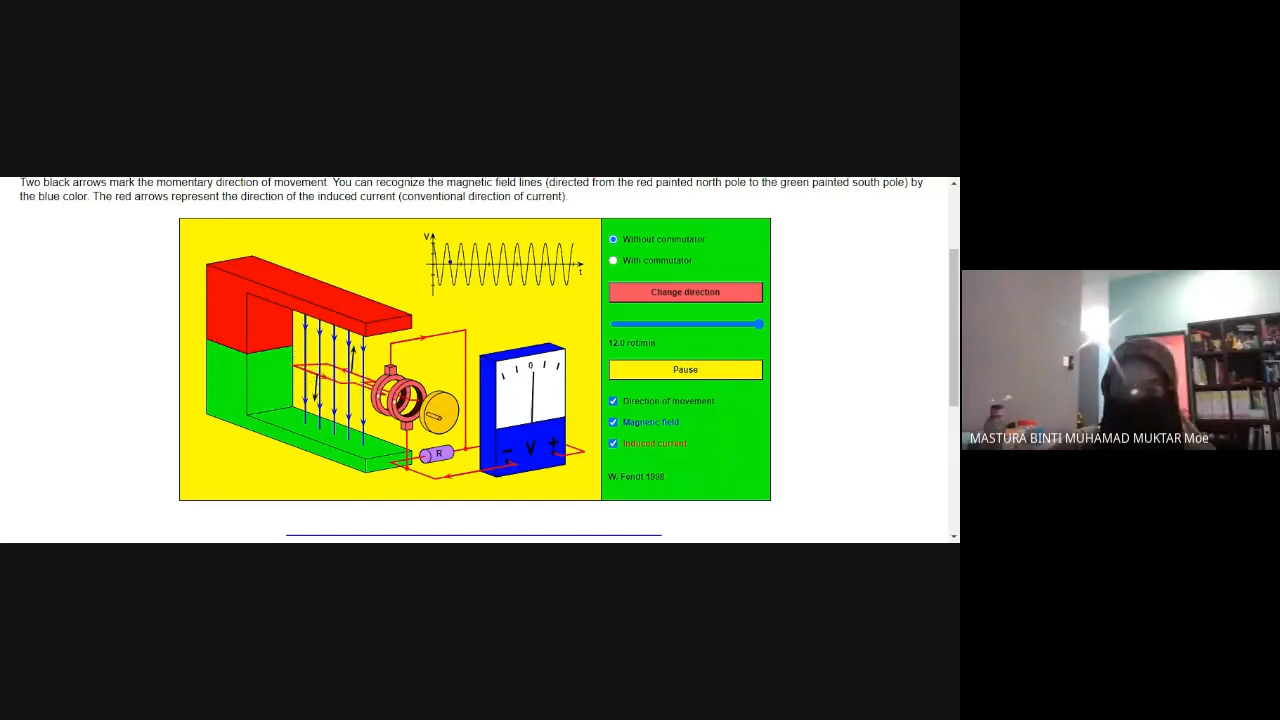 Two black arrows mark the momentary direction of movement. You can recognize the magnetic field lines (directed from the red painted north pole to the green painted south pole) by
the blue color. The red arrows represent the direction of the induced current (conventional direction of current).
V
t
Without commutator
With commutator
Change direction
12.0 rot/min
Pause
0
Direction of movement
Magnetic field
Induced current
R
- V +
W. Fendt 1998
MASTURA BINTI MUHAMAD MUKTAR Moe